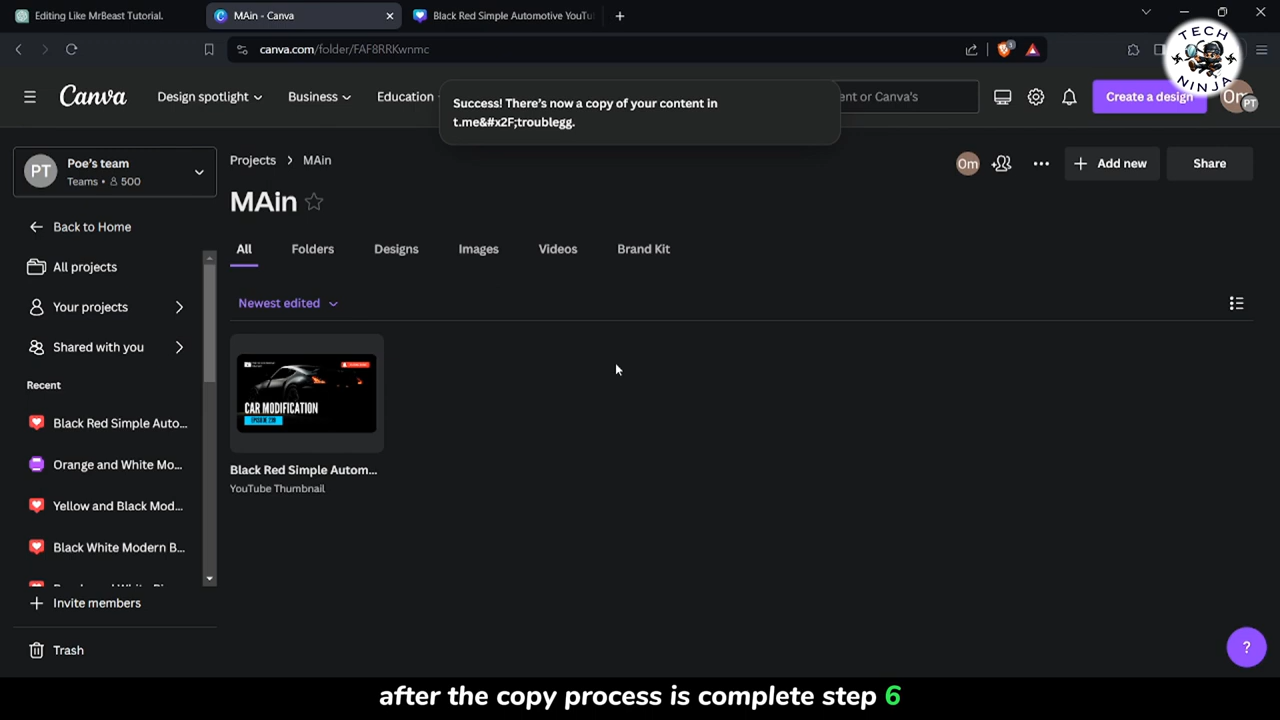 Editing Like MrBeast Tutorial.
MAin - Canva
Black Red Simple Automotive YouTu
canva.com/folder/FAF8RRKwnmc
1
TECH
NINJA
Canva
Design spotlight
Business
Education
Success! There's now a copy of your content in
t.me&#x2F;troublegg.
ent or Canva's
Create a design
Om
PT
PT
Poe's team
Teams • 500
Projects > MAin
Om
Add new
Share
MAin
Back to Home
All
Folders
Designs
Images
Videos
Brand Kit
All projects
Your projects
Newest edited
Shared with you
Recent
Black Red Simple Auto...
CAR MODIFICATION
Orange and White Mo...
Black Red Simple Autom...
YouTube Thumbnail
Yellow and Black Mod...
Black White Modern B...
Invite members
Trash
?
after the copy process is complete step 6